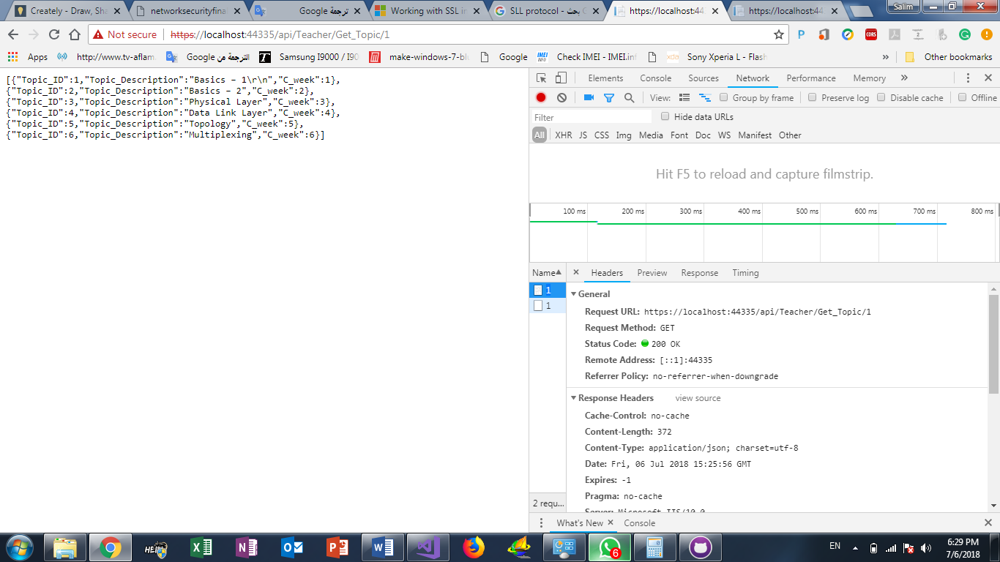 Creately - Draw, Sha
networksecurityfina
ترجمة Google
Working with SSL in
SLL protocol - بحث G
https://localhost:44
https://localhost:44
Salim
Not secure https://localhost:44335/api/Teacher/Get_Topic/1
Apps
http://www.tv-aflam
الترجمة من Google
Samsung I9000 / I90
make-windows-7-bl
Google
Check IMEI - IMEI.inf
Sony Xperia L - Flash
Other bookmarks
[{"Topic_ID":1,"Topic_Description":"Basics – 1\r\n","C_week":1},
{"Topic_ID":2,"Topic_Description":"Basics – 2","C_week":2},
{"Topic_ID":3,"Topic_Description":"Physical Layer","C_week":3},
{"Topic_ID":4,"Topic_Description":"Data Link Layer","C_week":4},
{"Topic_ID":5,"Topic_Description":"Topology","C_week":5},
{"Topic_ID":6,"Topic_Description":"Multiplexing","C_week":6}]
Elements Console Sources Network Performance Memory
View: Group by frame Preserve log Disable cache Offline
Filter Hide data URLs
All XHR JS CSS Img Media Font Doc WS Manifest Other
Hit F5 to reload and capture filmstrip.
100 ms 200 ms 300 ms 400 ms 500 ms 600 ms 700 ms 800 ms
Name Headers Preview Response Timing
1
1
General
Request URL: https://localhost:44335/api/Teacher/Get_Topic/1
Request Method: GET
Status Code: 200 OK
Remote Address: [::1]:44335
Referrer Policy: no-referrer-when-downgrade
Response Headers view source
Cache-Control: no-cache
Content-Length: 372
Content-Type: application/json; charset=utf-8
Date: Fri, 06 Jul 2018 15:25:56 GMT
Expires: -1
Pragma: no-cache
Server: Microsoft-IIS/10.0
2 requ...
What's New Console
EN
6:29 PM
7/6/2018